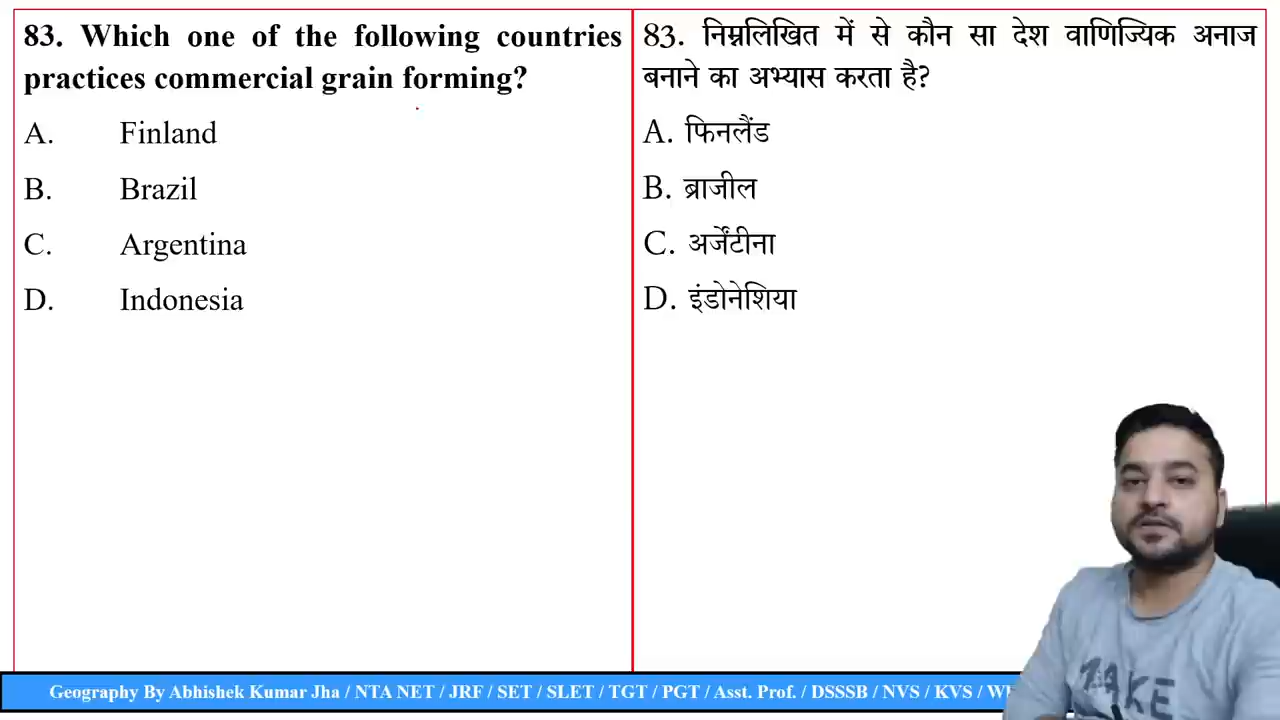 83. Which one of the following countries
practices commercial grain forming?
A. Finland
B. Brazil
C. Argentina
D. Indonesia
83. निम्नलिखित में से कौन सा देश वाणिज्यिक अनाज
बनाने का अभ्यास करता है?
A. फिनलैंड
B. ब्राजील
C. अर्जेंटीना
D. इंडोनेशिया
Geography By Abhishek Kumar Jha / NTA NET / JRF / SET / SLET / TGT / PGT / Asst. Prof. / DSSSB / NVS / KVS /